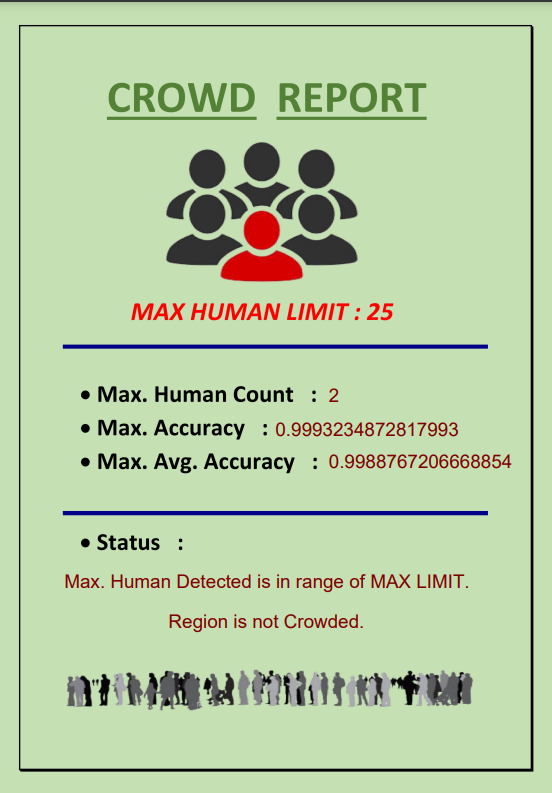 CROWD REPORT
MAX HUMAN LIMIT : 25
• Max. Human Count : 2
• Max. Accuracy : 0.9993234872817993
• Max. Avg. Accuracy : 0.9988767206668854
• Status :
Max. Human Detected is in range of MAX LIMIT.
Region is not Crowded.